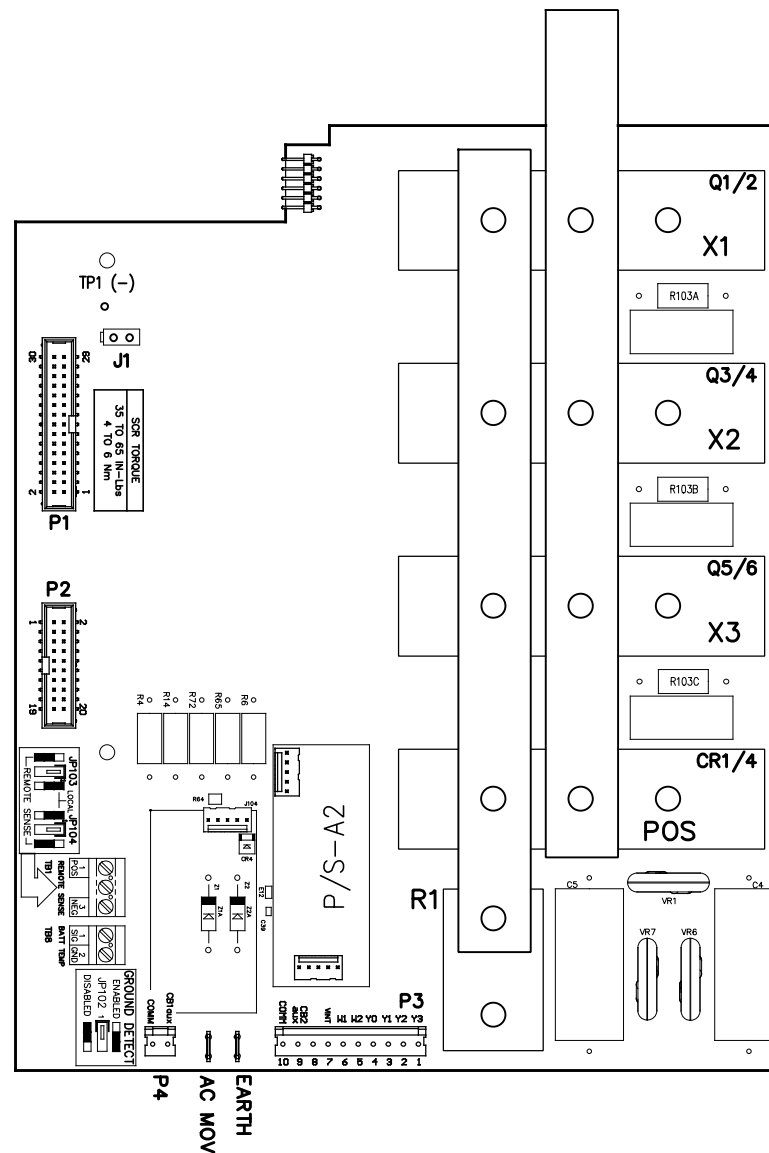 Q1/2
X1
TP1 (-)
R103A
J1
29
30
Q3/4
X2
SCR TORQUE
35 TO 65 IN-Lbs
4 TO 6 Nm
2
1
P1
R103B
Q5/6
X3
P2
1
2
19
20
R103C
R4
R14
R72
R65
R6
CR1/4
POS
JP103
LOCAL
REMOTE SENSE
JP104
R64
J104
CR4
P/S-A2
TB1
REMOTE SENSE
POS
NEG
1
3
Z1
Z1A
Z2
Z2A
E12
C39
R1
C5
VR1
C4
VR7
VR6
TB8
BATT TEMP
SIG
GND
1
2
GROUND DETECT
ENABLED
JP102
1
DISABLED
COMM
CB1aux
P4
AC MOV
EARTH
P3
COMM
CB2
aux
VINT
W1
W2
Y0
Y1
Y2
Y3
10
9
8
7
6
5
4
3
2
1